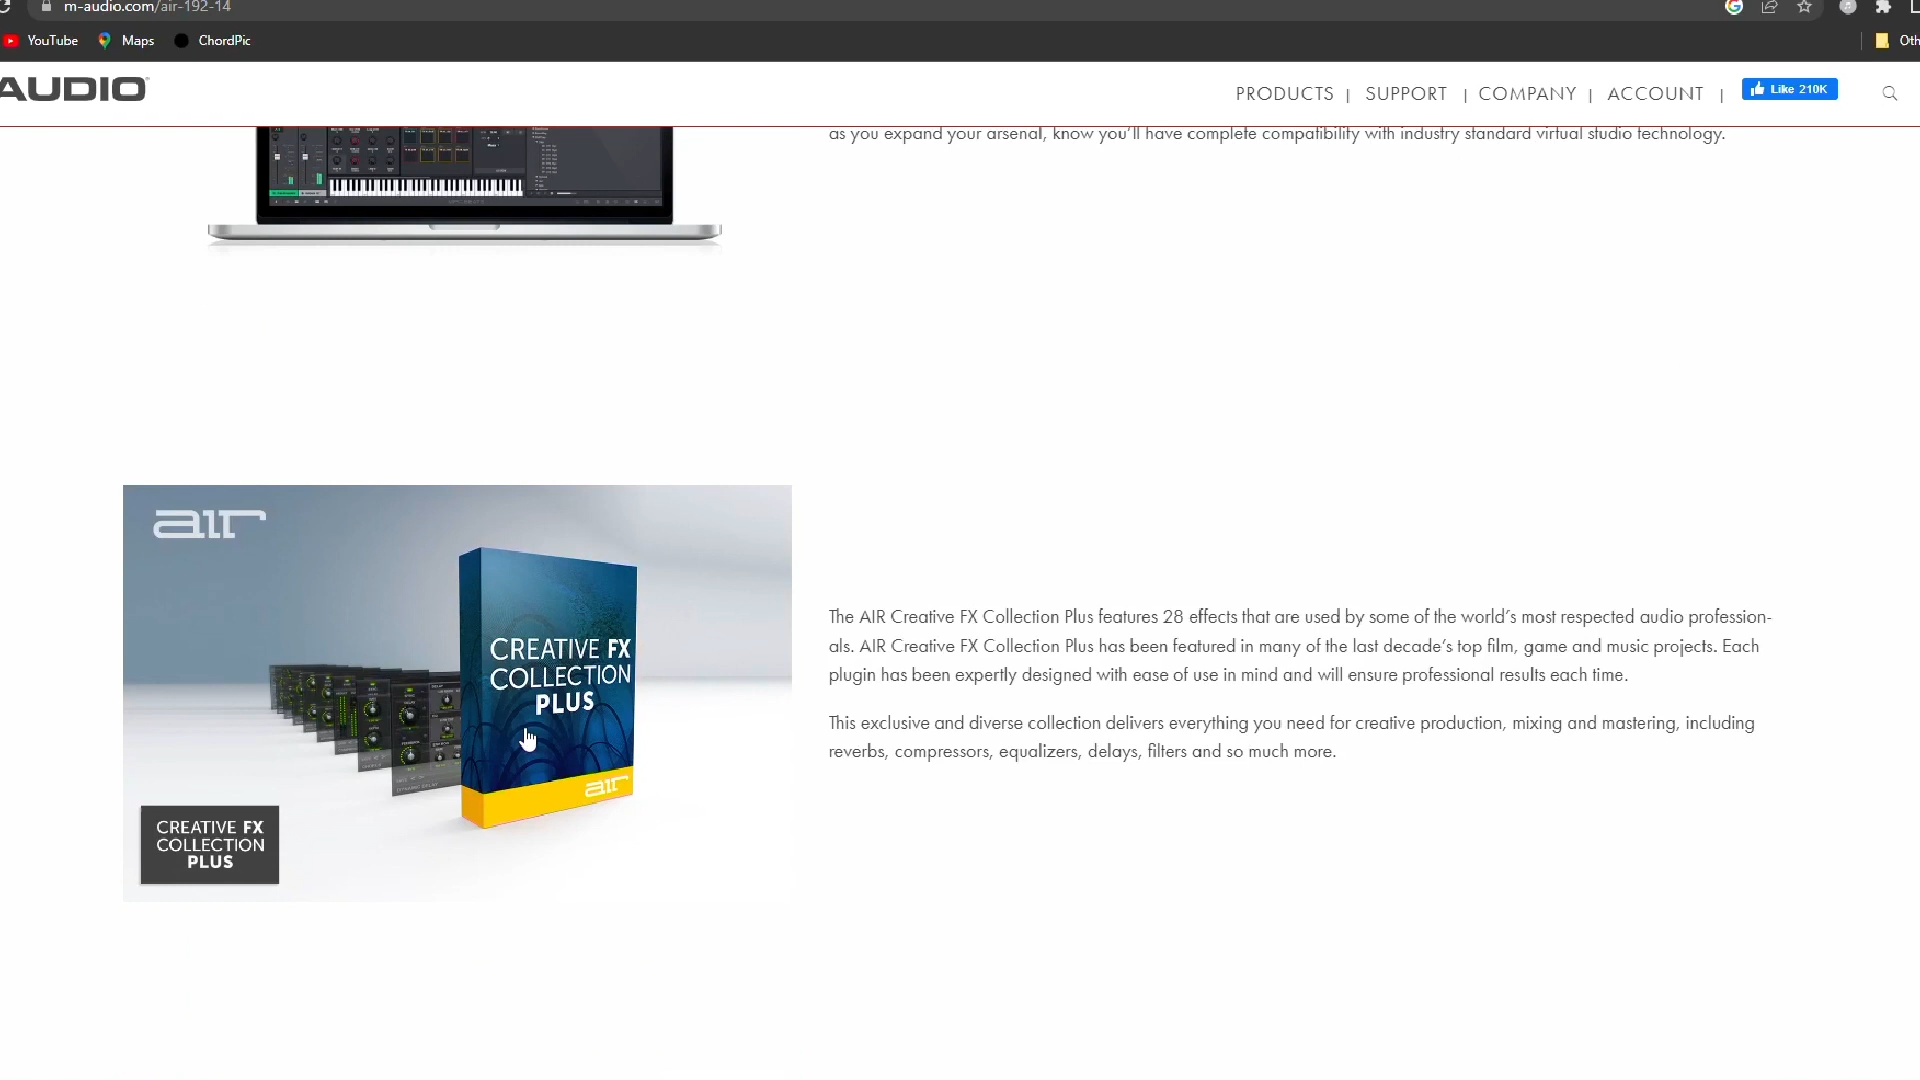 m-audio.com/air-192-14
YouTube Maps ChordPic Oth
AUDIO
PRODUCTS | SUPPORT | COMPANY | ACCOUNT | Like 210K
as you expand your arsenal, know you’ll have complete compatibility with industry standard virtual studio technology.
air
CREATIVE FX
COLLECTION
PLUS
air
CREATIVE FX
COLLECTION
PLUS
The AIR Creative FX Collection Plus features 28 effects that are used by some of the world’s most respected audio profession-
als. AIR Creative FX Collection Plus has been featured in many of the last decade’s top film, game and music projects. Each
plugin has been expertly designed with ease of use in mind and will ensure professional results each time.
This exclusive and diverse collection delivers everything you need for creative production, mixing and mastering, including
reverbs, compressors, equalizers, delays, filters and so much more.